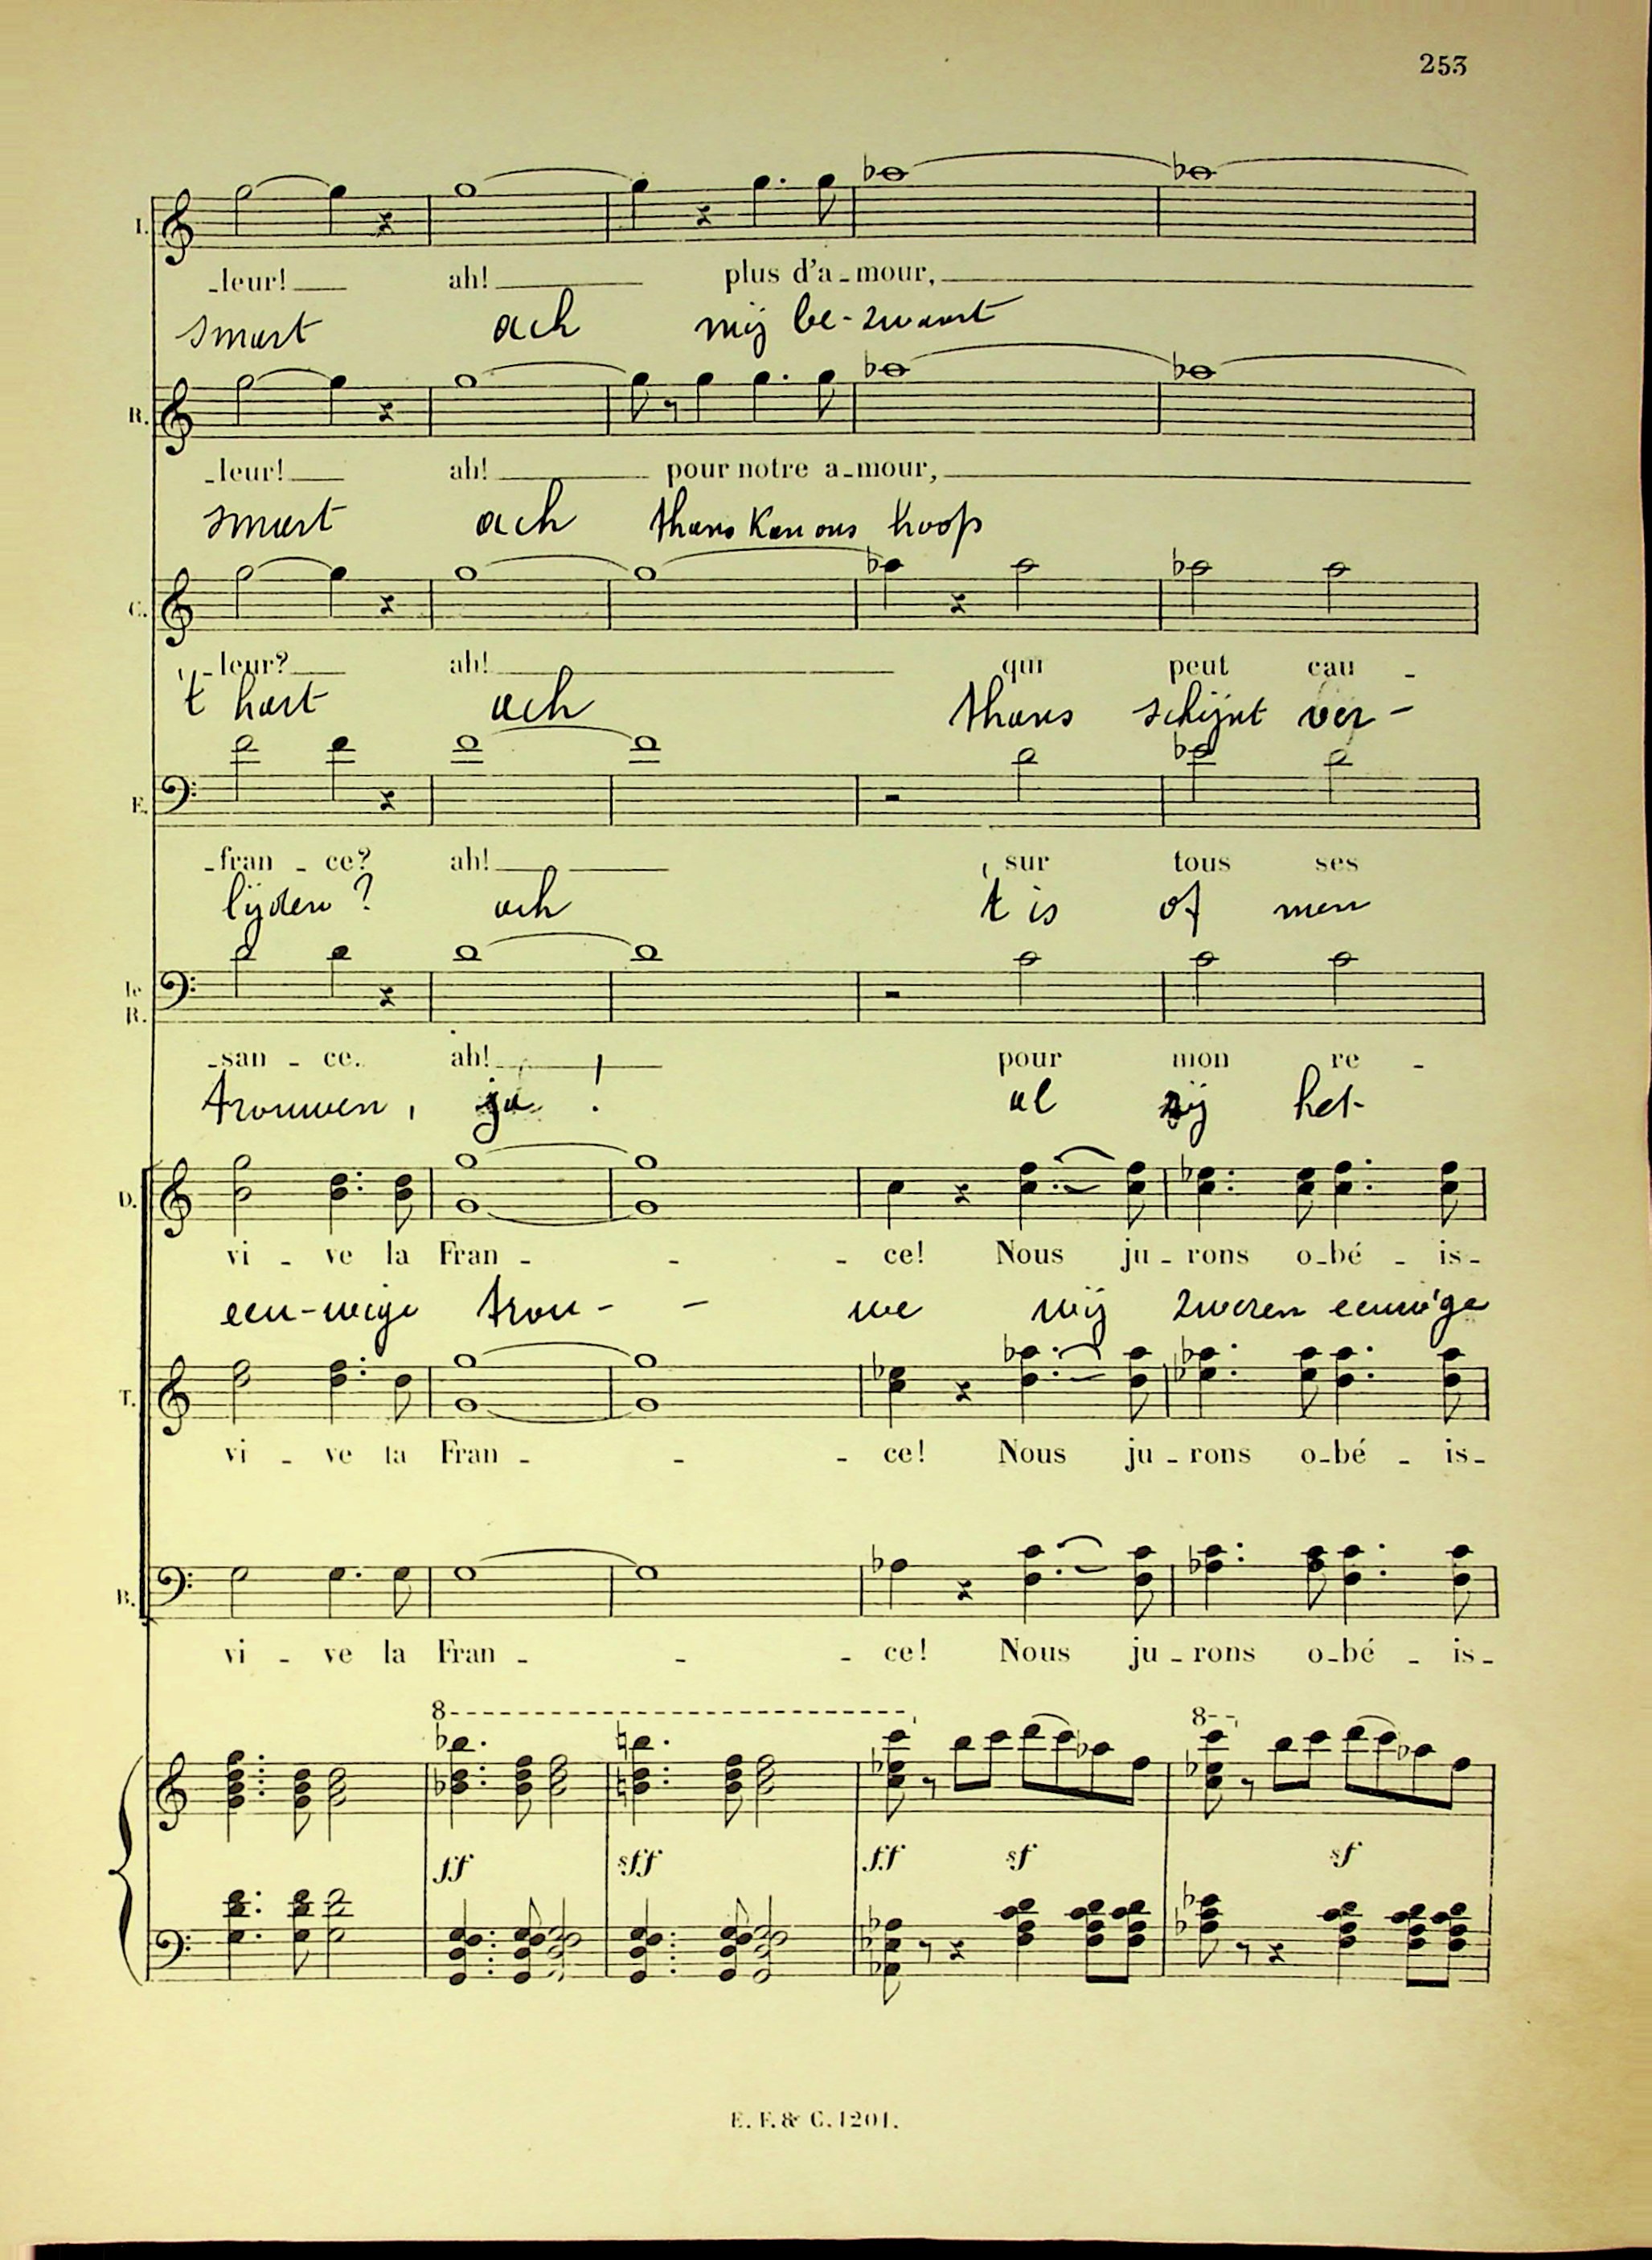 253
I.
-leur! ah! plus d'a-mour,
smart ach mij be-zwaart
R.
-leur! ah! pour notre a-mour,
smart ach thans kan ons hoop
C.
-leur? ah! qui peut cau-
't hart ach thans schijnt ver-
F.
-fran-ce? ah! sur tous ses
lijden? ach 't is of men
le R.
-san-ce. ah! pour mon re-
trouwen, ja al zij het-
D.
vi-ve la Fran- - -ce! Nous ju-rons o-bé-is-
eeu-wige trou- - we wij zweren eeuw'ge
T.
vi-ve la Fran- - -ce! Nous ju-rons o-bé-is-
B.
vi-ve la Fran- - -ce! Nous ju-rons o-bé-is-
8 8
ff sff ff sf sf
E. F. & C. 1201.